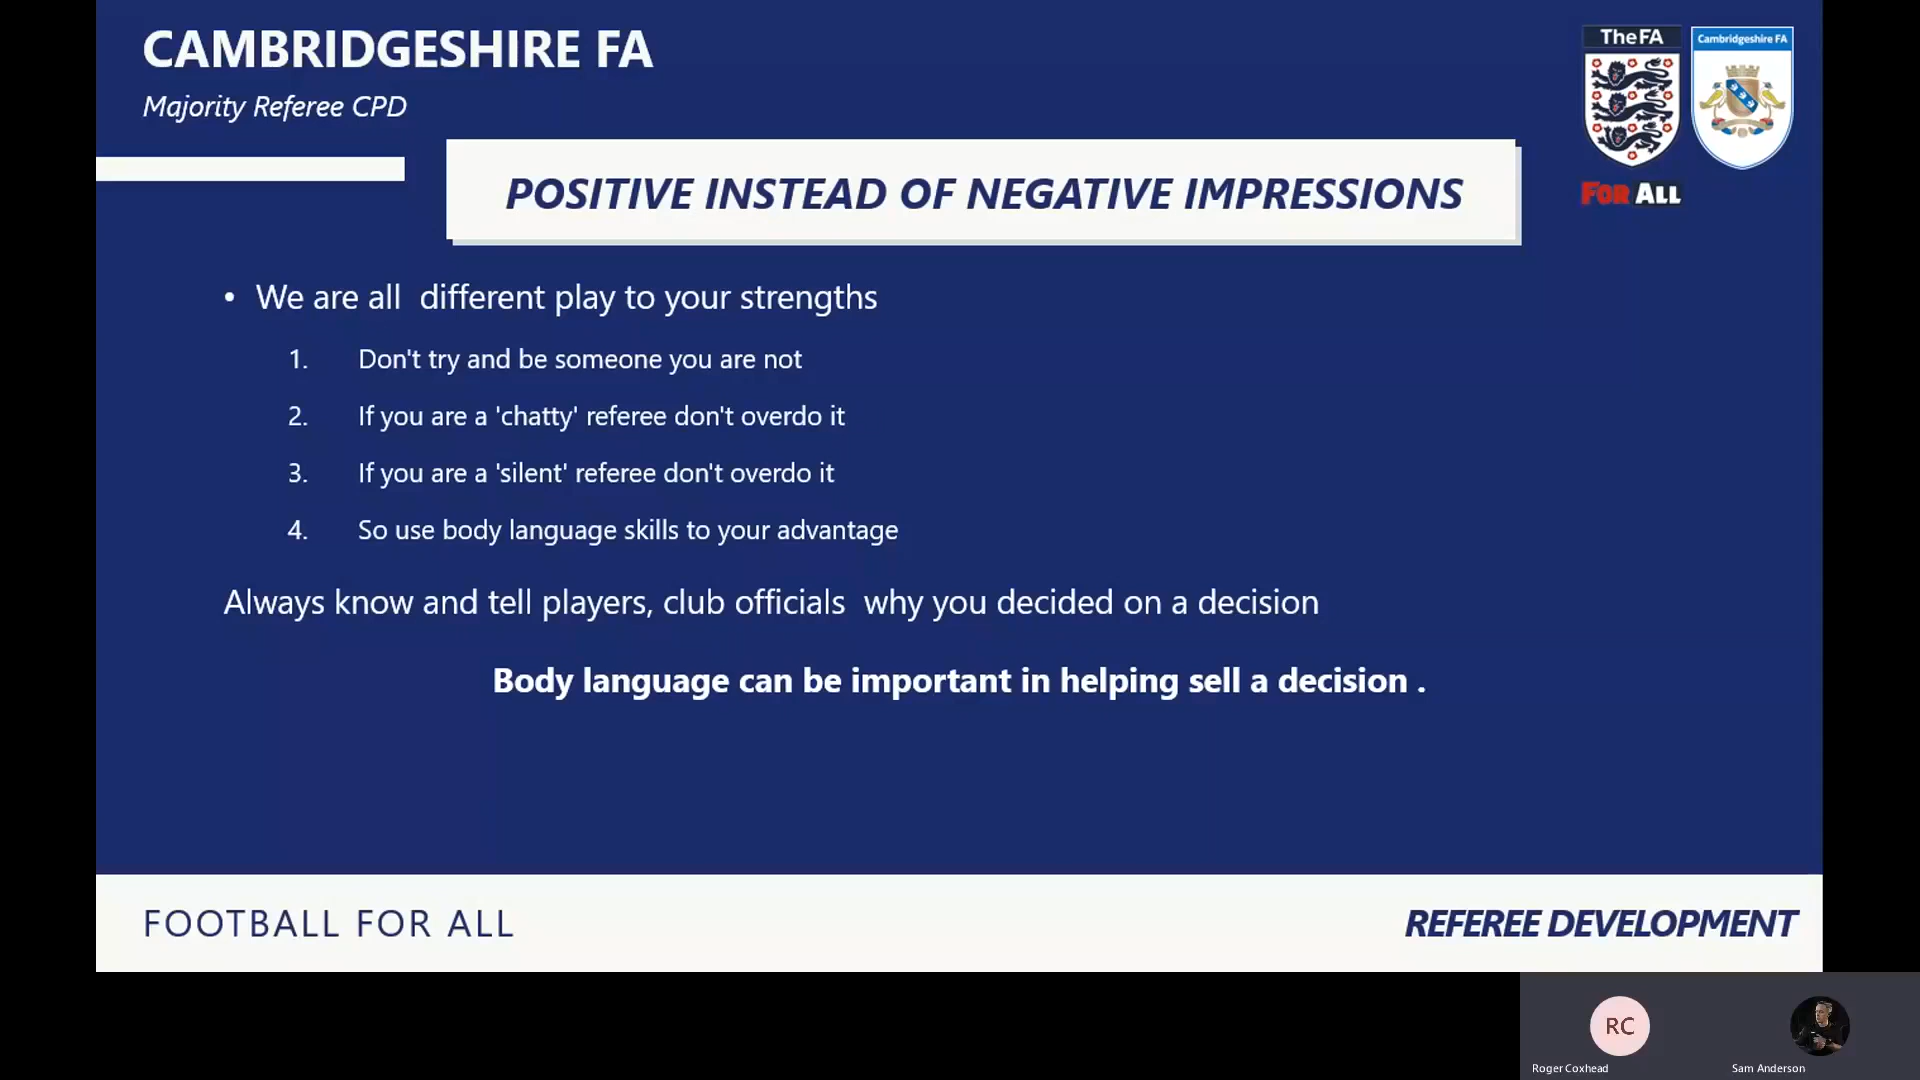 CAMBRIDGESHIRE FA
Majority Referee CPD
TheFA
Cambridgeshire FA
FOR ALL
POSITIVE INSTEAD OF NEGATIVE IMPRESSIONS
• We are all different play to your strengths
1. Don't try and be someone you are not
2. If you are a 'chatty' referee don't overdo it
3. If you are a 'silent' referee don't overdo it
4. So use body language skills to your advantage
Always know and tell players, club officials why you decided on a decision
Body language can be important in helping sell a decision .
FOOTBALL FOR ALL
REFEREE DEVELOPMENT
RC
Roger Coxhead
Sam Anderson